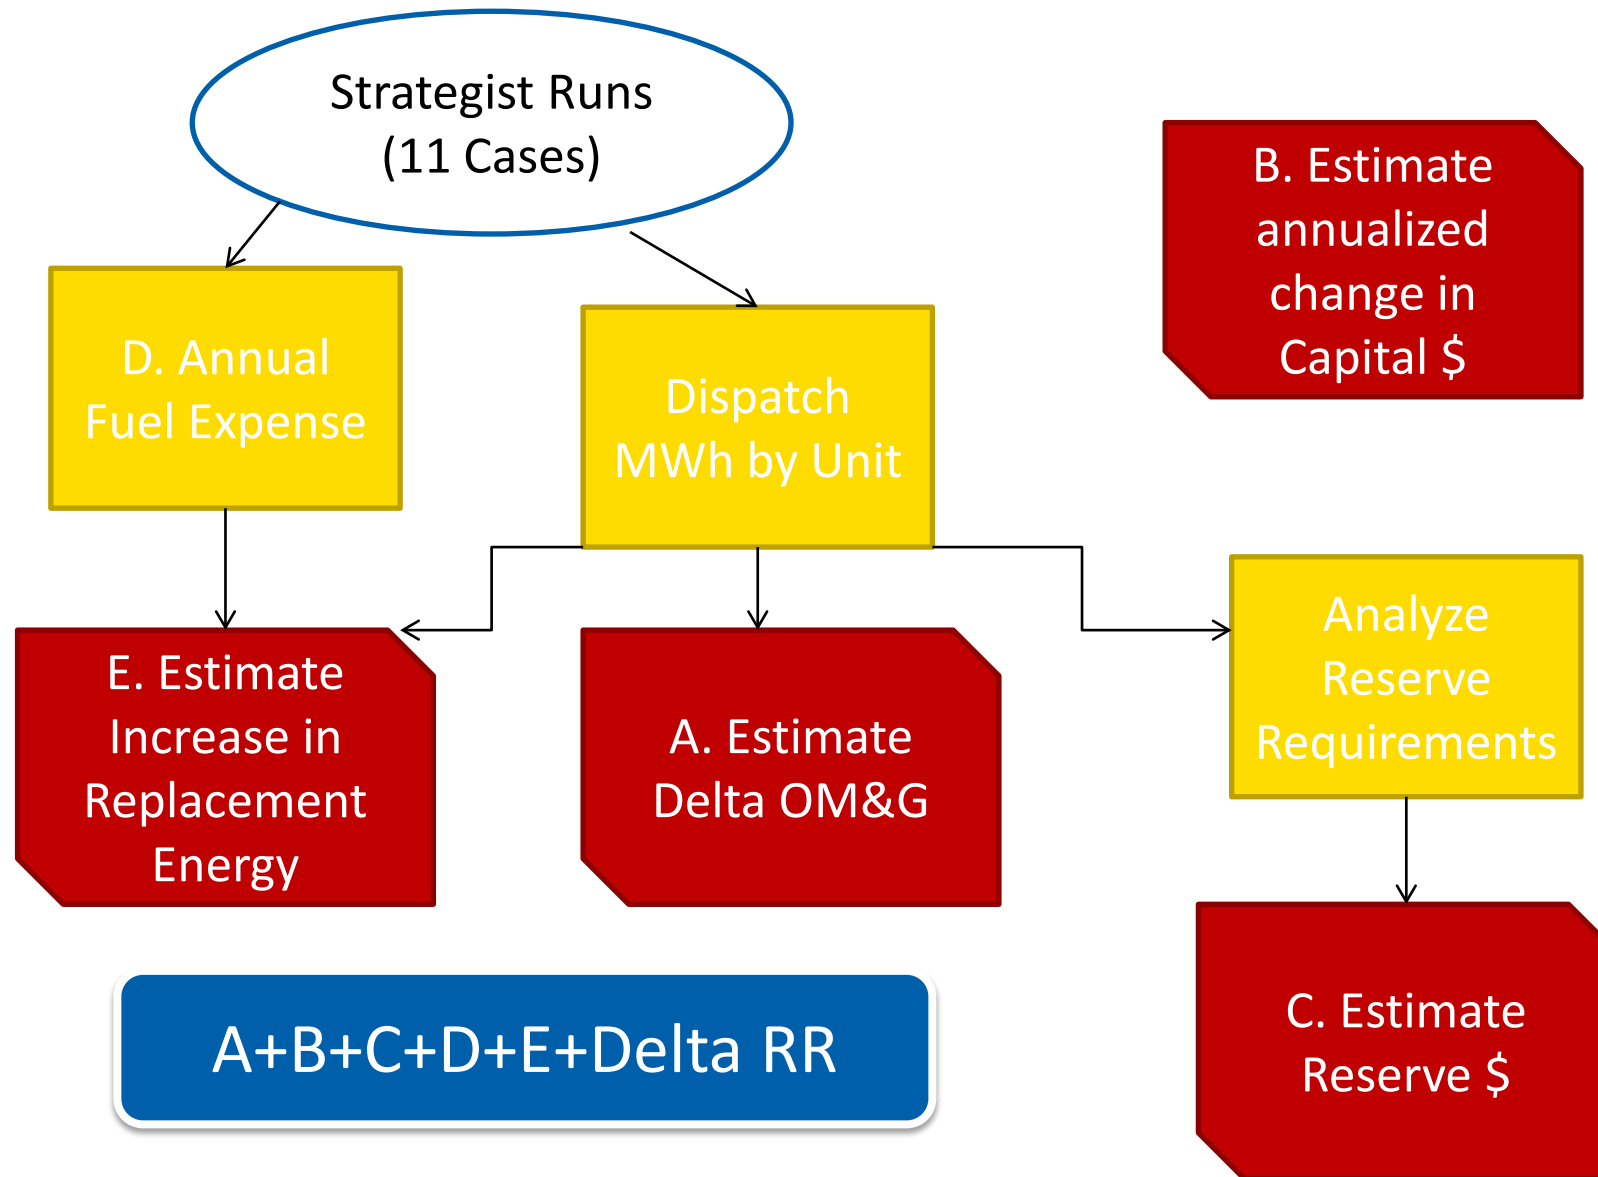 Strategist Runs
(11 Cases)
B. Estimate
annualized
change in
Capital $
D. Annual
Fuel Expense
Dispatch
MWh by Unit
Analyze
Reserve
Requirements
E. Estimate
Increase in
Replacement
Energy
A. Estimate
Delta OM&G
C. Estimate
Reserve $
A+B+C+D+E+Delta RR